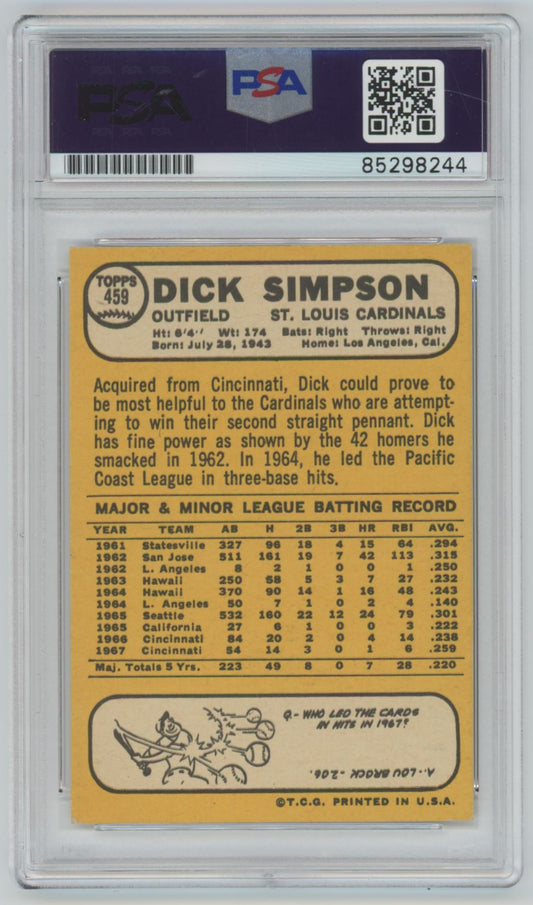 PSA
PSA
85298244
TOPPS
459
DICK SIMPSON
OUTFIELD ST. LOUIS CARDINALS
Ht: 6'4" Wt: 174 Bats: Right Throws: Right
Born: July 28, 1943 Home: Los Angeles, Cal.
Acquired from Cincinnati, Dick could prove to
be most helpful to the Cardinals who are attempt-
ing to win their second straight pennant. Dick
has fine power as shown by the 42 homers he
smacked in 1962. In 1964, he led the Pacific
Coast League in three-base hits.
MAJOR & MINOR LEAGUE BATTING RECORD
YEAR TEAM AB H 2B 3B HR RBI AVG.
1961 Statesville 327 96 18 4 15 64 .294
1962 San Jose 511 161 19 7 42 113 .315
1962 L. Angeles 8 2 1 0 0 1 .250
1963 Hawaii 250 58 5 3 7 27 .232
1964 Hawaii 370 90 14 1 16 48 .243
1964 L. Angeles 50 7 1 0 2 4 .140
1965 Seattle 532 160 22 12 24 79 .301
1965 California 27 6 1 0 0 3 .222
1966 Cincinnati 84 20 2 0 4 14 .238
1967 Cincinnati 54 14 3 0 1 6 .259
Maj. Totals 5 Yrs. 223 49 8 0 7 28 .220
Q.- WHO LED THE CARDS
IN HITS IN 1967?
A.. LOU BROCK - 206.
©T.C.G. PRINTED IN U.S.A.